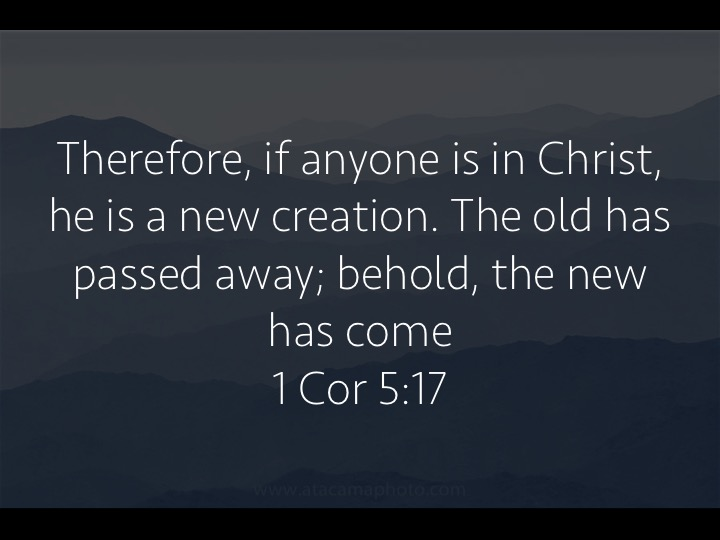 Therefore, if anyone is in Christ,
he is a new creation. The old has
passed away; behold, the new
has come
1 Cor 5:17
www.atacamaphoto.com